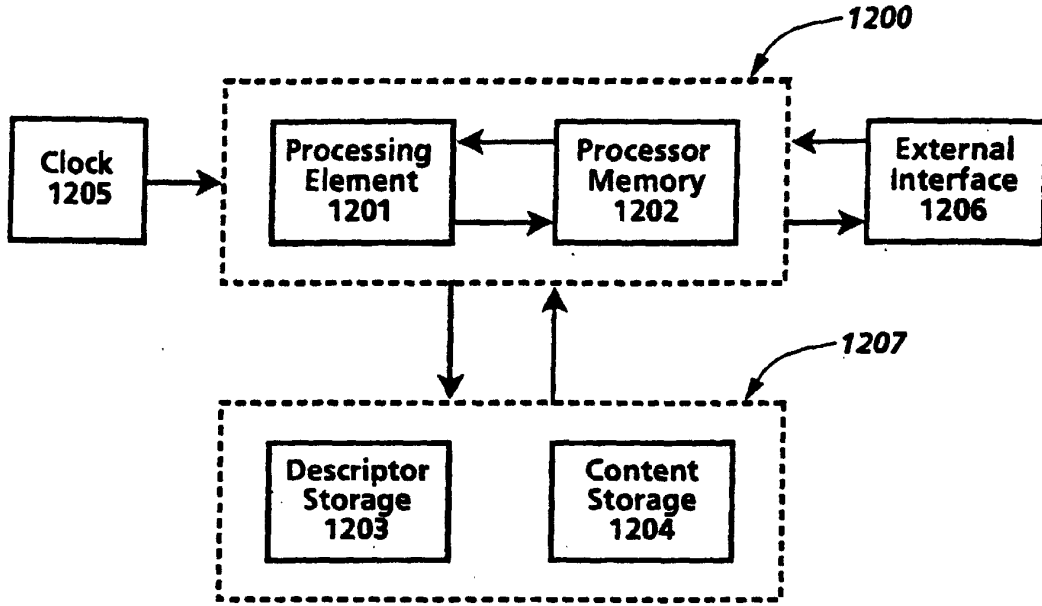 1200
Clock
1205
Processing
Element
1201
Processor
Memory
1202
External
Interface
1206
1207
Descriptor
Storage
1203
Content
Storage
1204